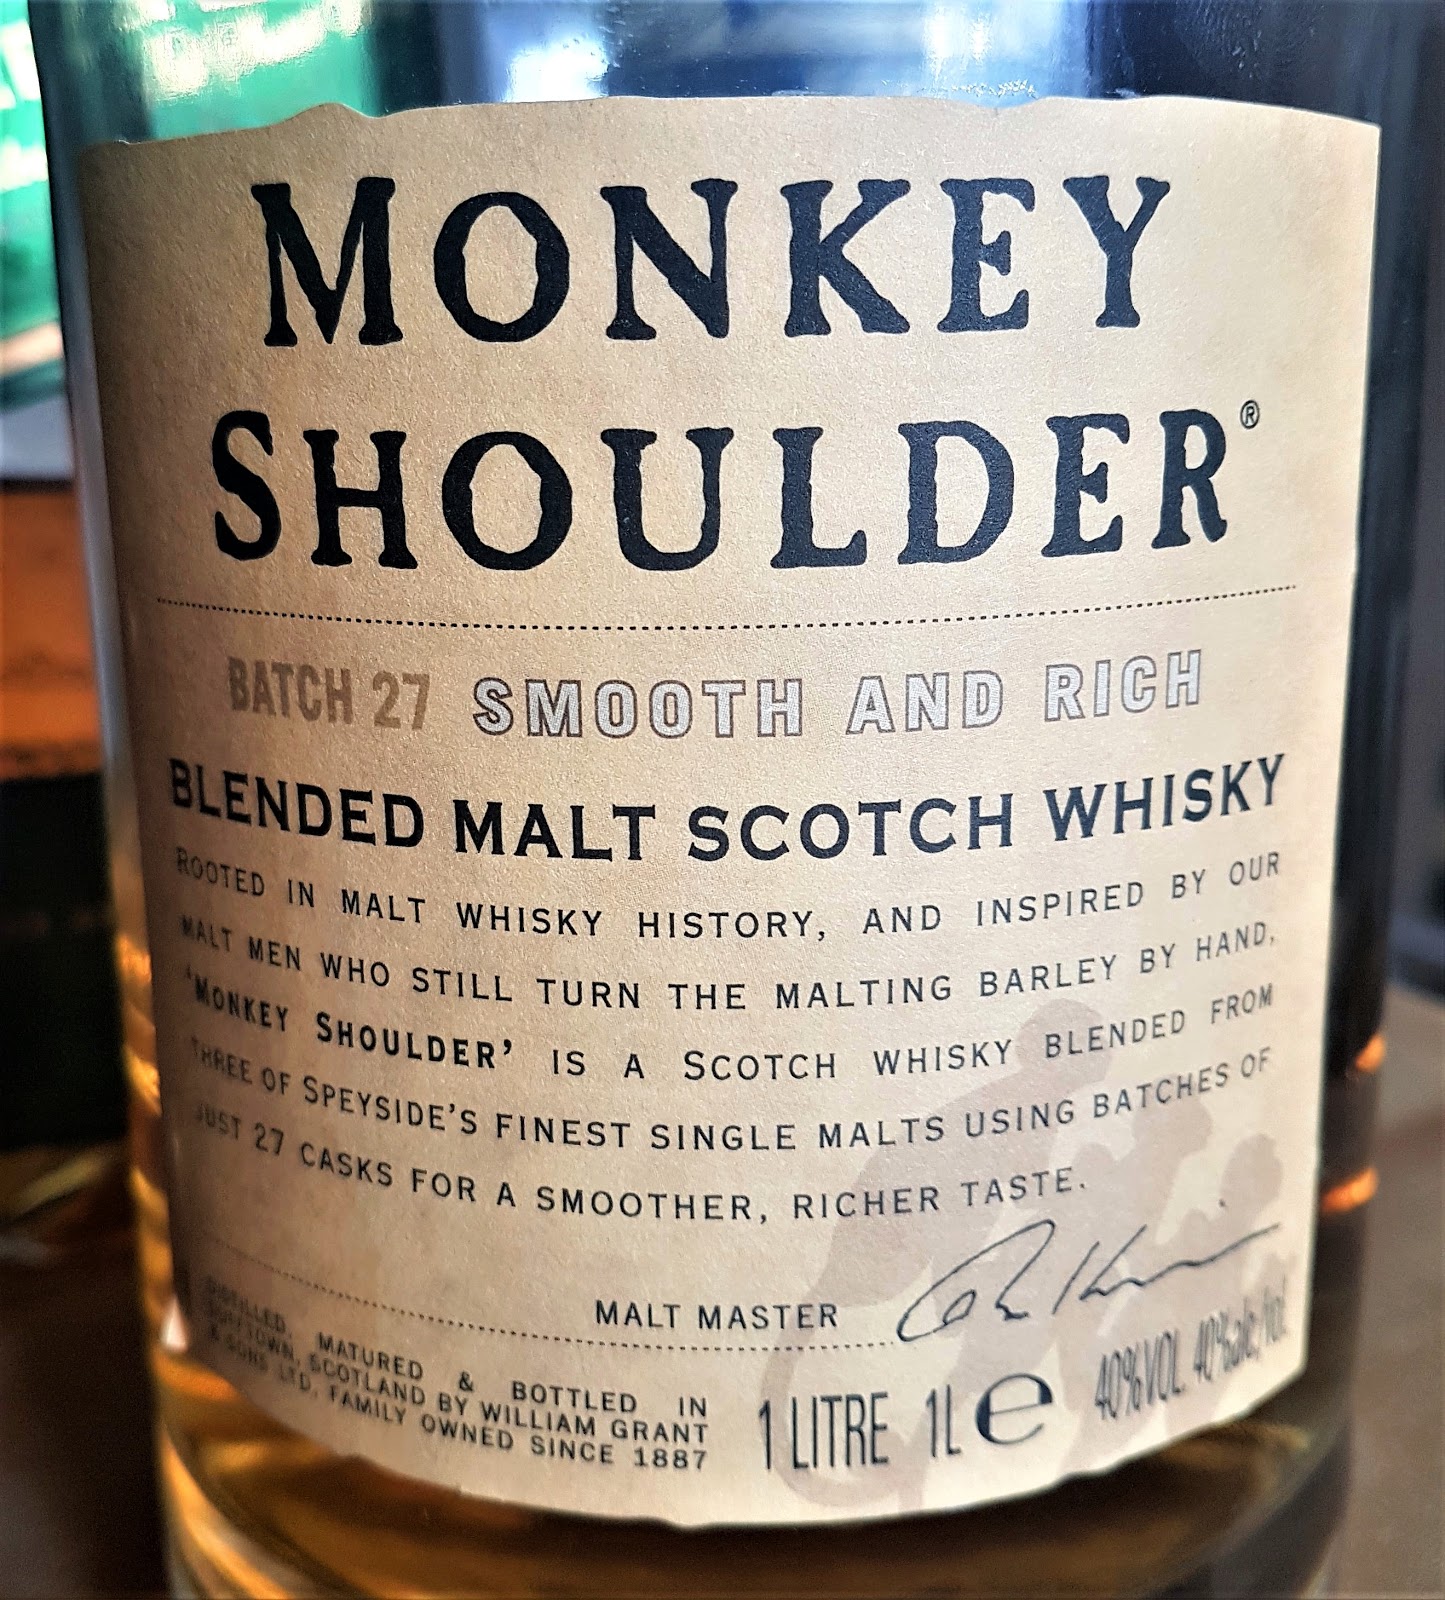 MONKEY
SHOULDER®
BATCH 27 SMOOTH AND RICH
BLENDED MALT SCOTCH WHISKY
ROOTED IN MALT WHISKY HISTORY, AND INSPIRED BY OUR
MALT MEN WHO STILL TURN THE MALTING BARLEY BY HAND,
'MONKEY SHOULDER' IS A SCOTCH WHISKY BLENDED FROM
THREE OF SPEYSIDE'S FINEST SINGLE MALTS USING BATCHES OF
JUST 27 CASKS FOR A SMOOTHER, RICHER TASTE.
MALT MASTER
DISTILLED, MATURED & BOTTLED IN
DUFFTOWN, SCOTLAND BY WILLIAM GRANT
& SONS LTD, FAMILY OWNED SINCE 1887
1 LITRE 1L e 40%VOL. 40%alc/vol.